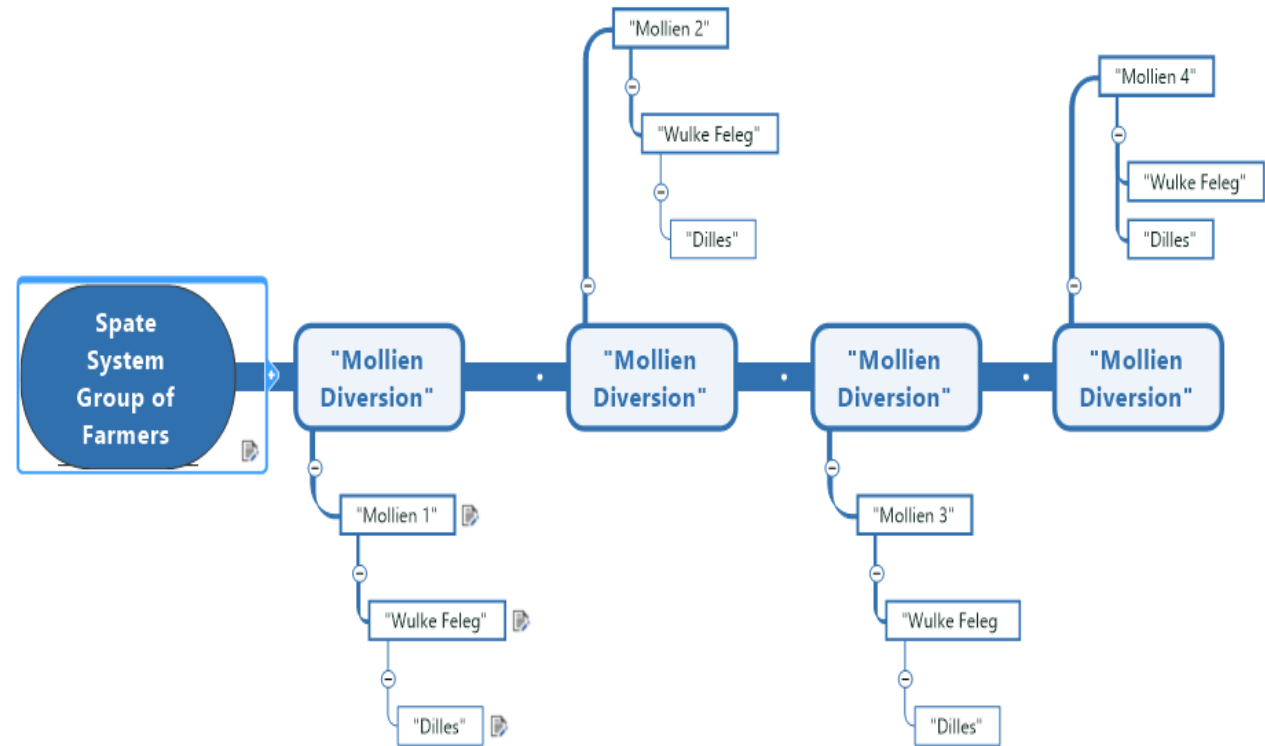 Spate
System
Group of
Farmers
"Mollien
Diversion"
"Mollien 1"
"Wulke Feleg"
"Dilles"
"Mollien
Diversion"
"Mollien 2"
"Wulke Feleg"
"Dilles"
"Mollien
Diversion"
"Mollien 3"
"Wulke Feleg
"Dilles"
"Mollien
Diversion"
"Mollien 4"
"Wulke Feleg"
"Dilles"